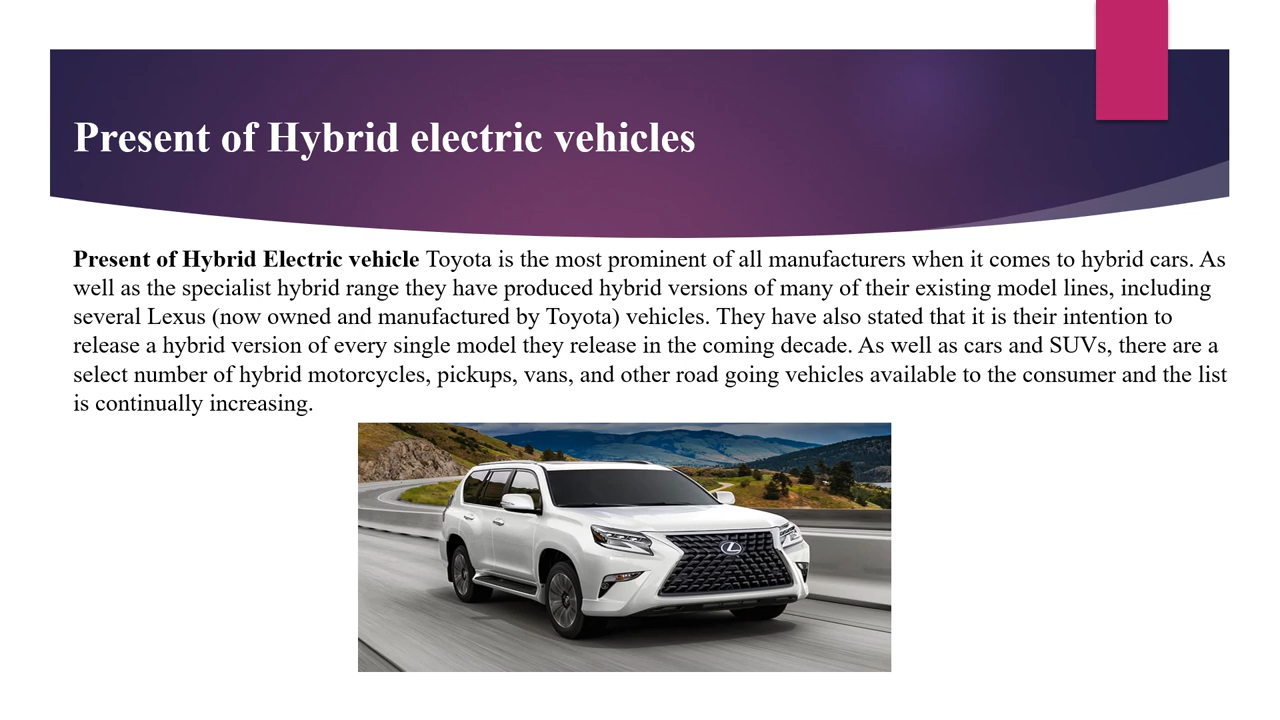 Present of Hybrid electric vehicles
Present of Hybrid Electric vehicle Toyota is the most prominent of all manufacturers when it comes to hybrid cars. As
well as the specialist hybrid range they have produced hybrid versions of many of their existing model lines, including
several Lexus (now owned and manufactured by Toyota) vehicles. They have also stated that it is their intention to
release a hybrid version of every single model they release in the coming decade. As well as cars and SUVs, there are a
select number of hybrid motorcycles, pickups, vans, and other road going vehicles available to the consumer and the list
is continually increasing.